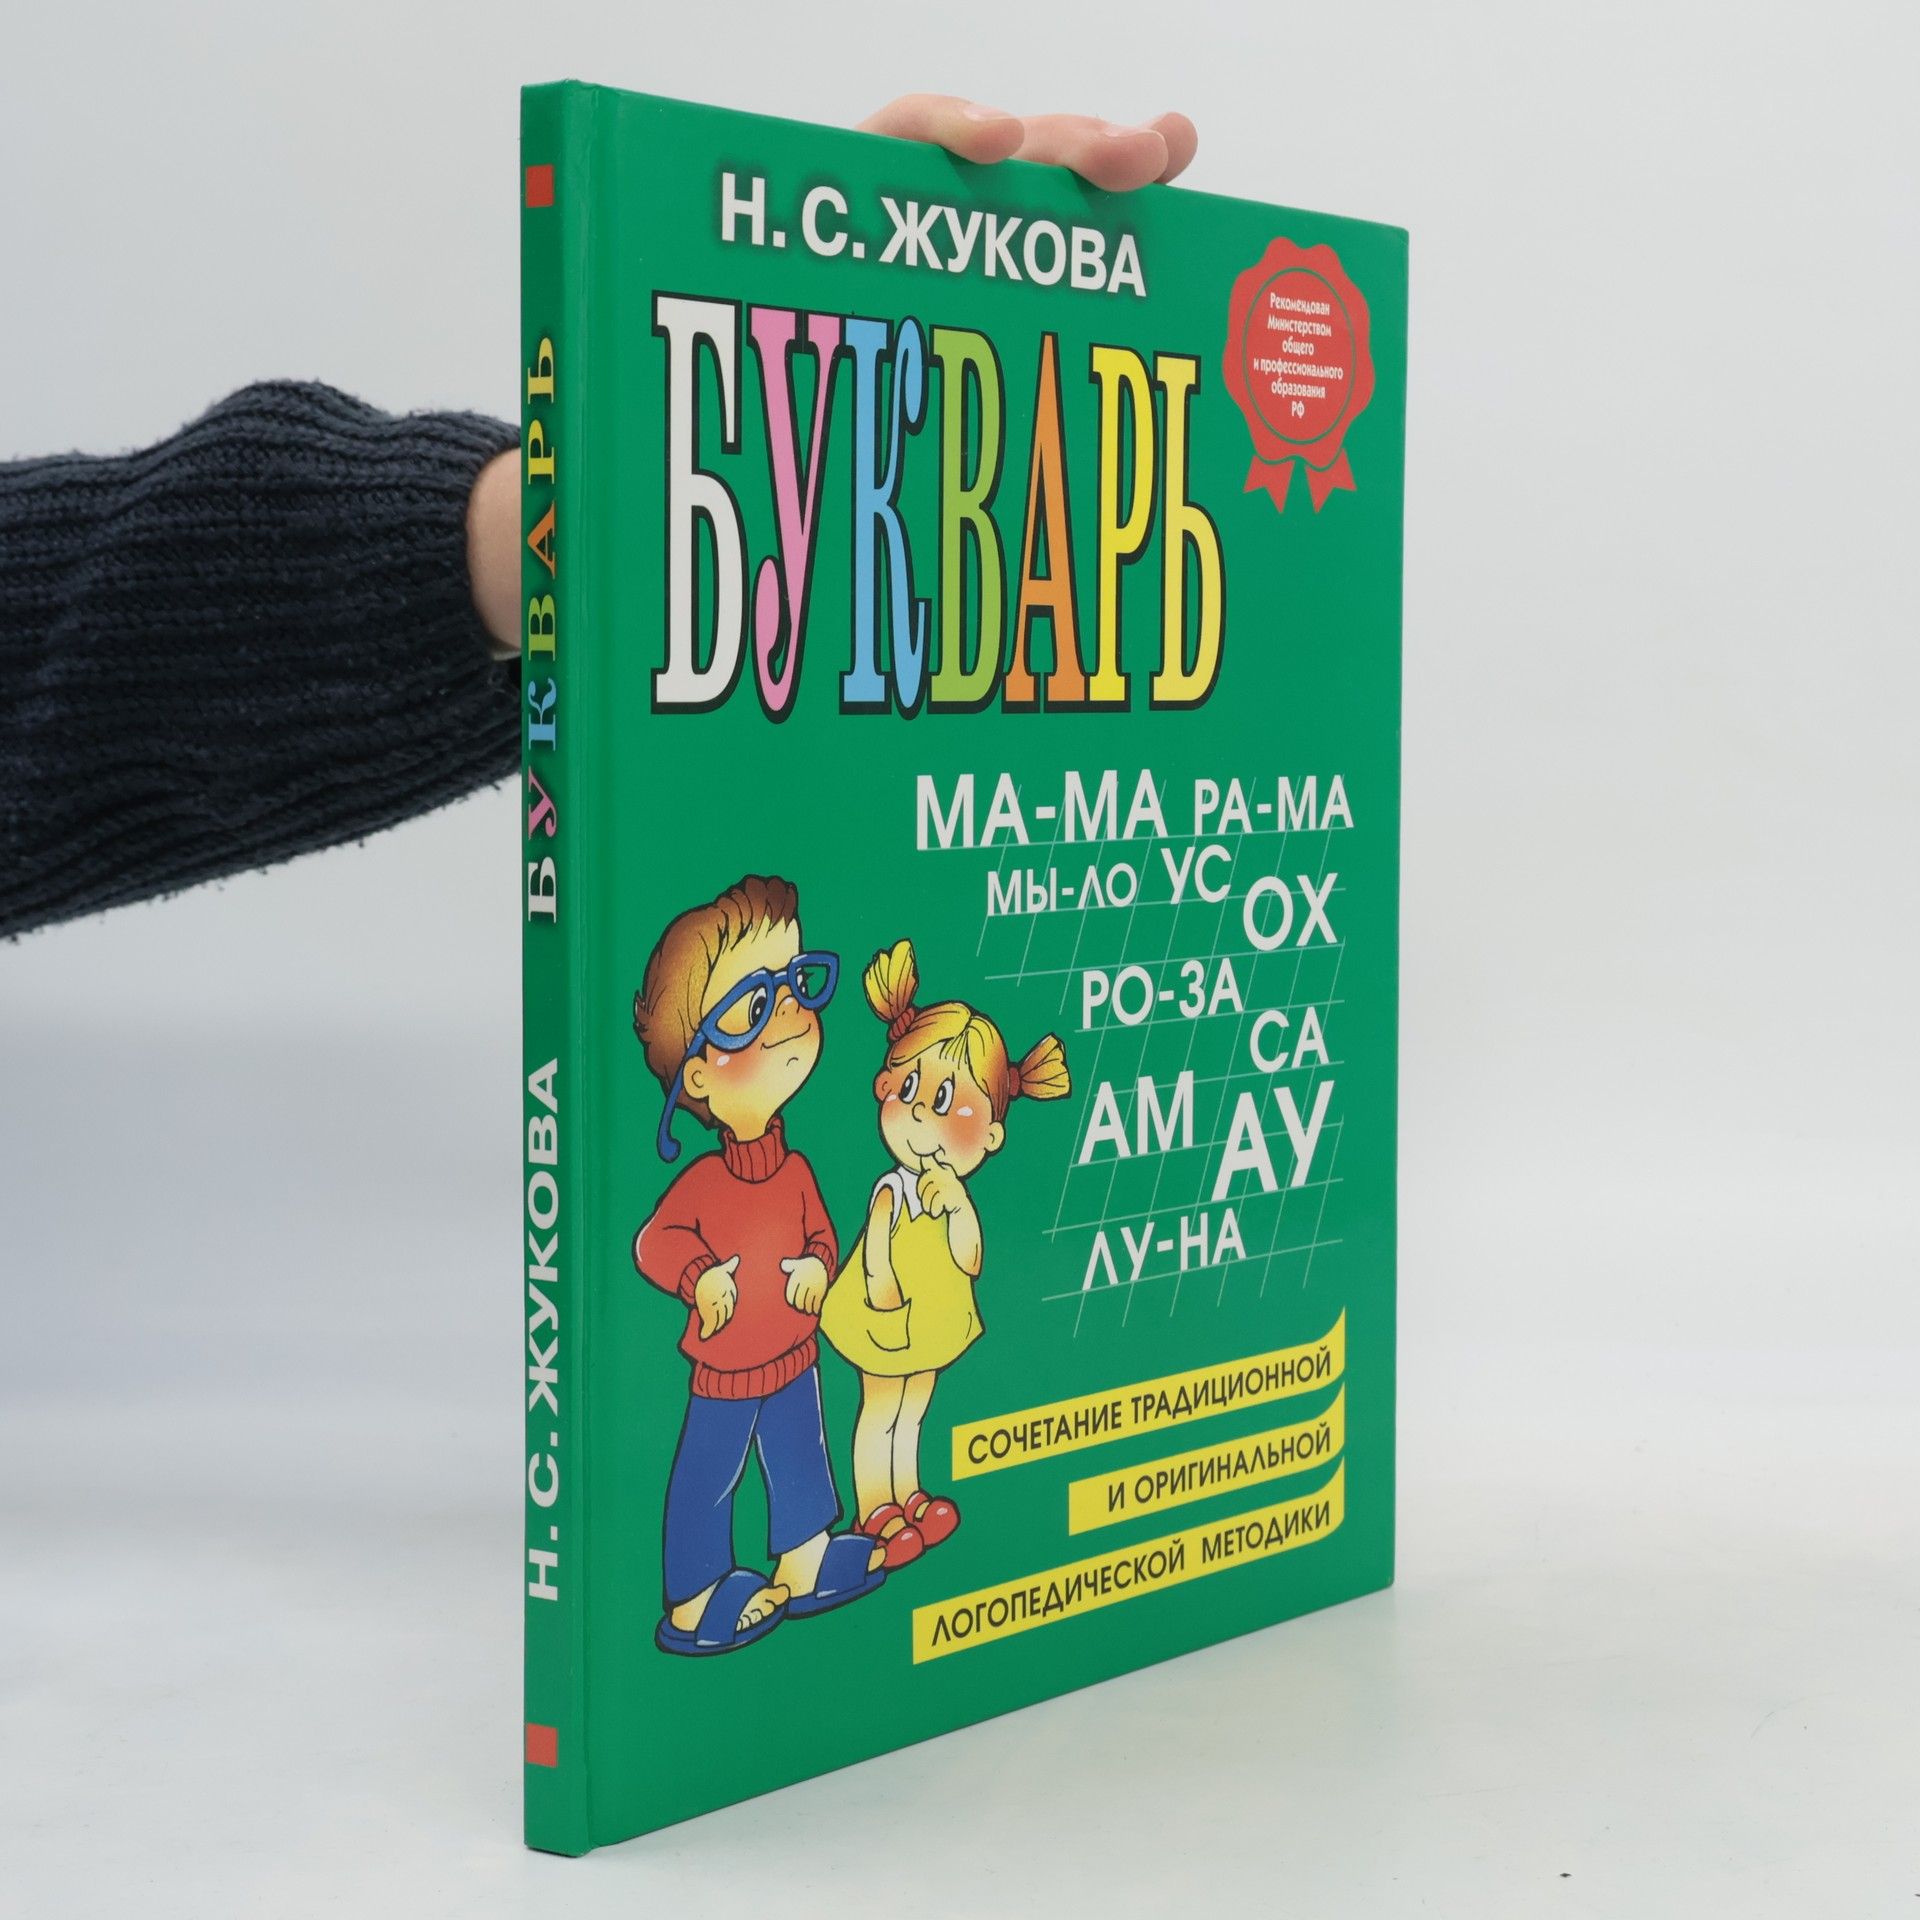 Н. С. ЖУКОВА
БУКВАРЬ
Рекомендован
Министерством
общего
и профессионального
образования
РФ
МА-МА РА-МА
МЫ-ЛО УС
ОХ
РО-ЗА
СА
АМ АУ
ЛУ-НА
СОЧЕТАНИЕ ТРАДИЦИОННОЙ
И ОРИГИНАЛЬНОЙ
ЛОГОПЕДИЧЕСКОЙ МЕТОДИКИ
Н. С. ЖУКОВА БУКВАРЬ